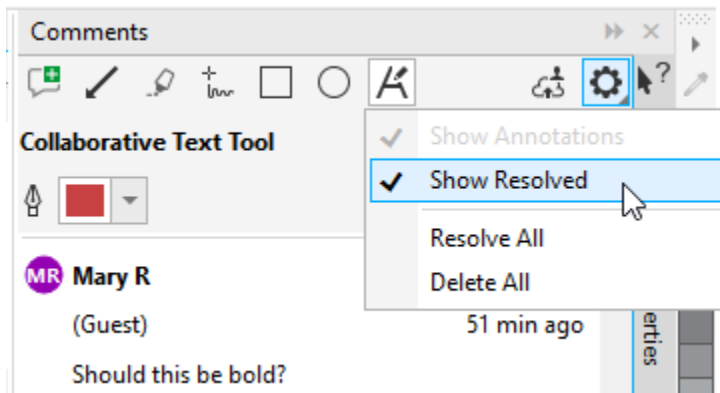 Comments
?
Collaborative Text Tool
Show Annotations
Show Resolved
Resolve All
Delete All
MR Mary R
(Guest) 51 min ago
Should this be bold?
erties